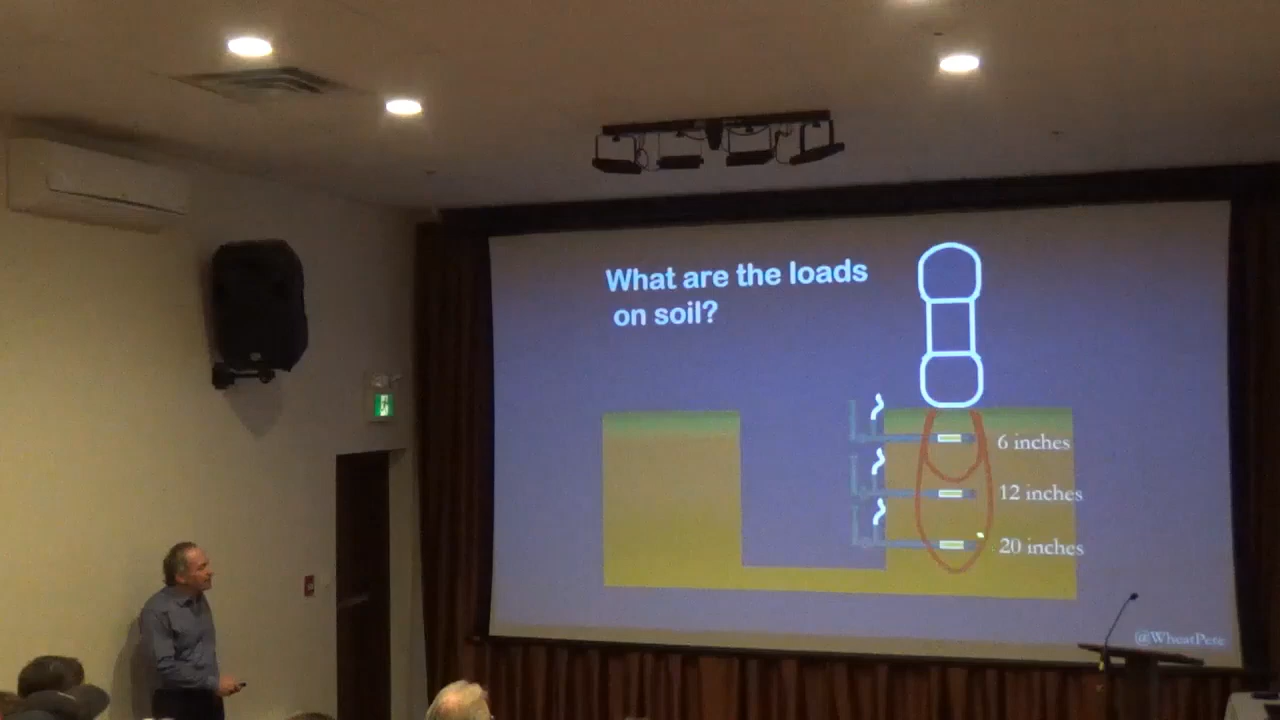 What are the loads
on soil?
6 inches
12 inches
20 inches
@WheatPete